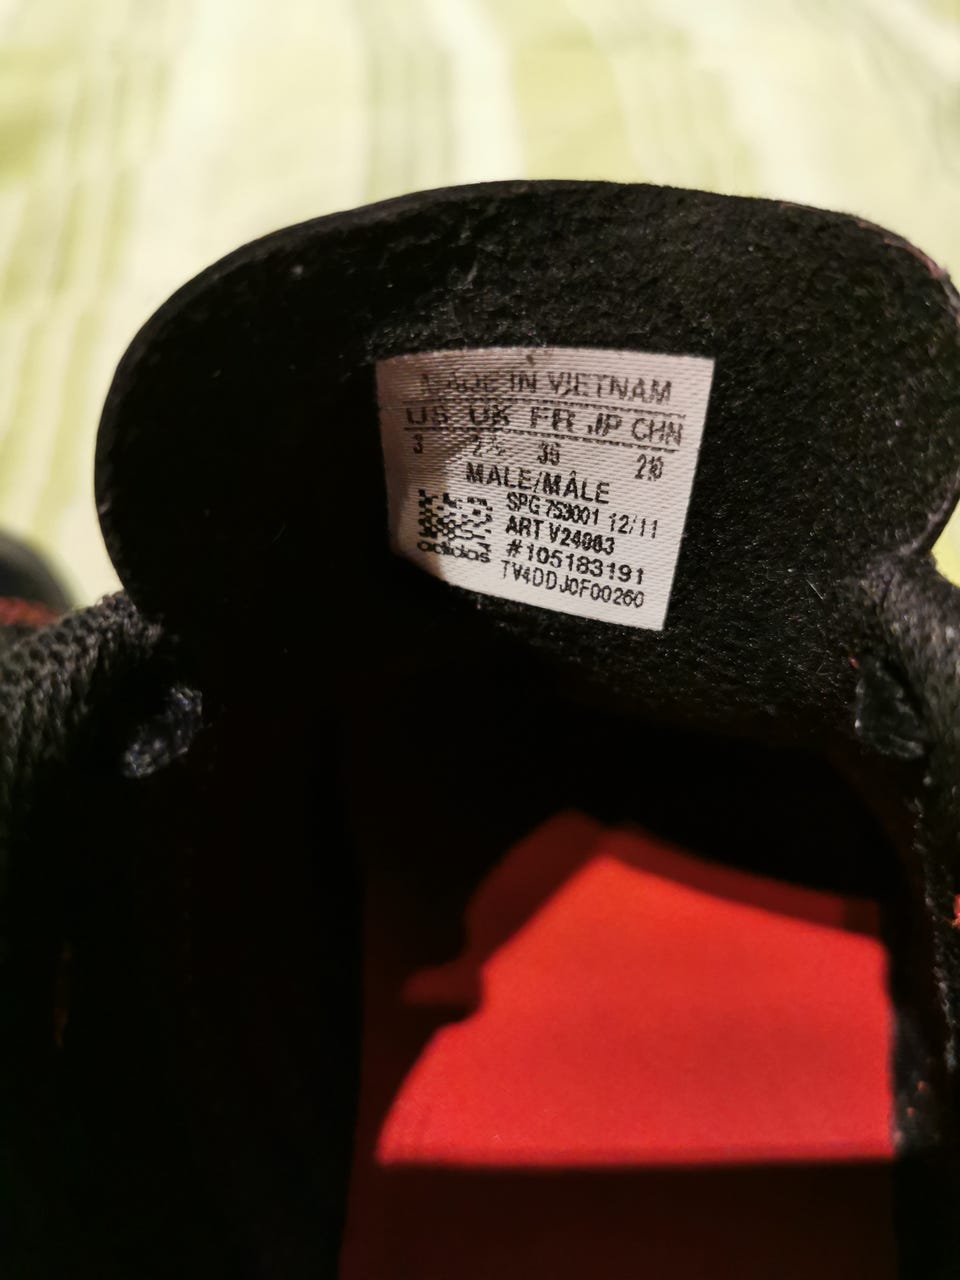 MADE IN VIETNAM
US UK FR JP CHN
3 2½ 35 210
MALE/MÂLE
SPG 753001 12/11
ART V24063
adidas #105183191
TV4DDJ0F00260